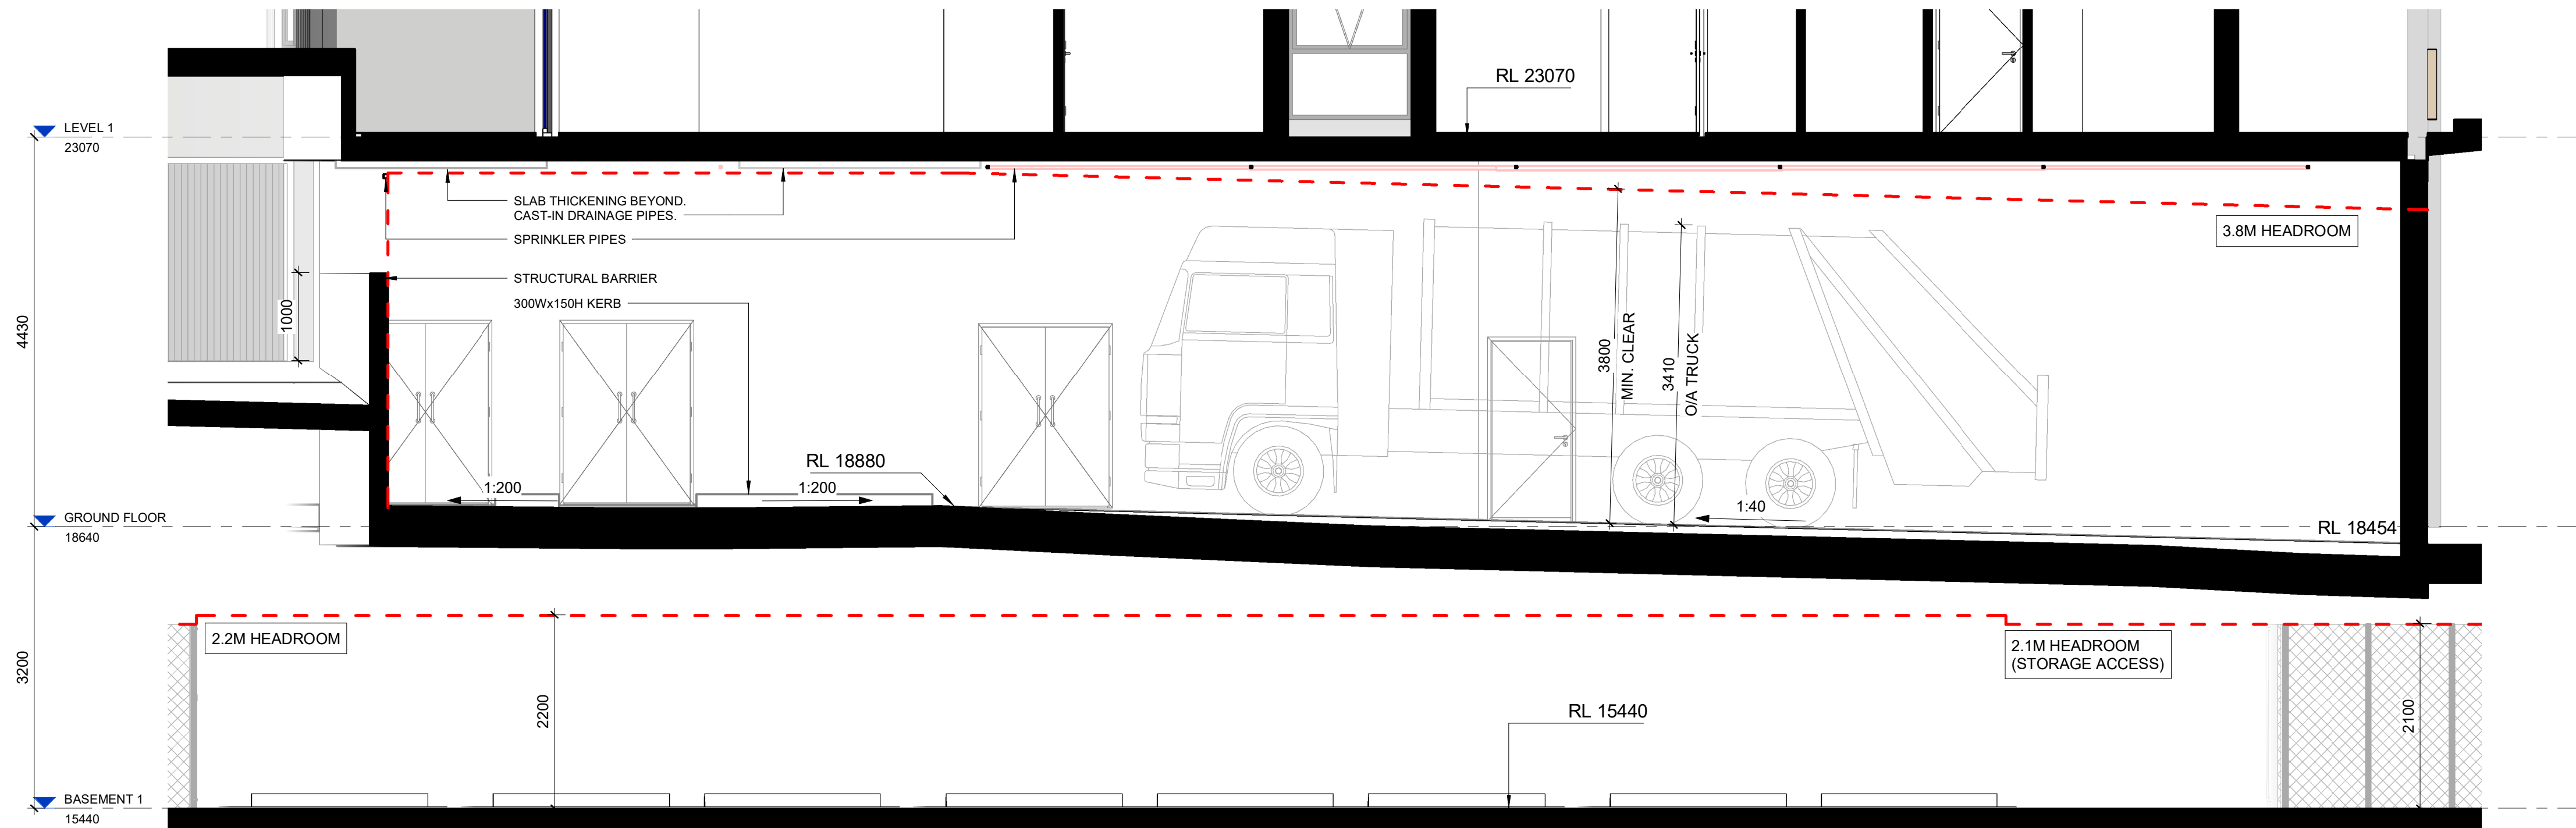 RL 23070
LEVEL 1
23070
SLAB THICKENING BEYOND.
CAST-IN DRAINAGE PIPES.
SPRINKLER PIPES
3.8M HEADROOM
STRUCTURAL BARRIER
300Wx150H KERB
1000
4430
3800
MIN. CLEAR
3410
O/A TRUCK
RL 18880
1:200
1:200
1:40
GROUND FLOOR
18640
RL 18454
2.2M HEADROOM
2.1M HEADROOM
(STORAGE ACCESS)
3200
2200
RL 15440
2100
BASEMENT 1
15440